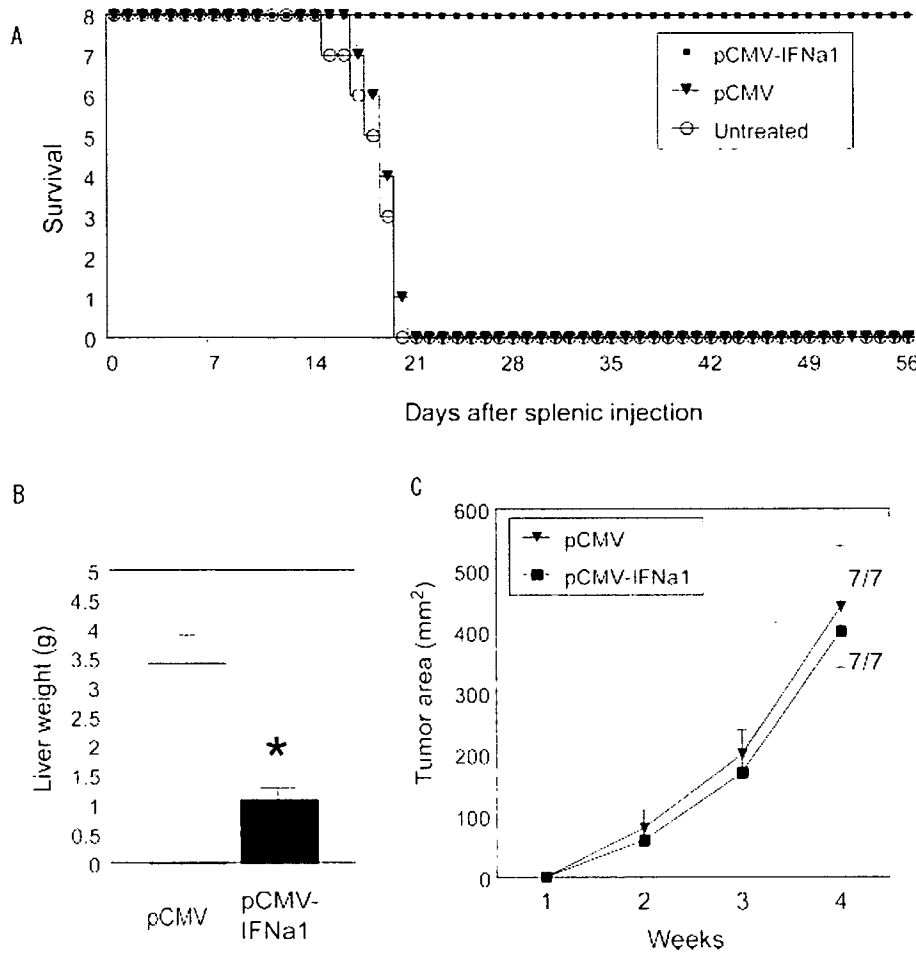 A
8
7
6
5
4
3
2
1
0
Survival
pCMV-IFNa1
pCMV
Untreated
0 7 14 21 28 35 42 49 56
Days after splenic injection
B
5
4.5
4
3.5
3
2.5
2
1.5
1
0.5
0
Liver weight (g)
*
pCMV
pCMV-
IFNa1
C
600
500
400
300
200
100
0
Tumor area (mm²)
pCMV
pCMV-IFNa1
7/7
7/7
1 2 3 4
Weeks